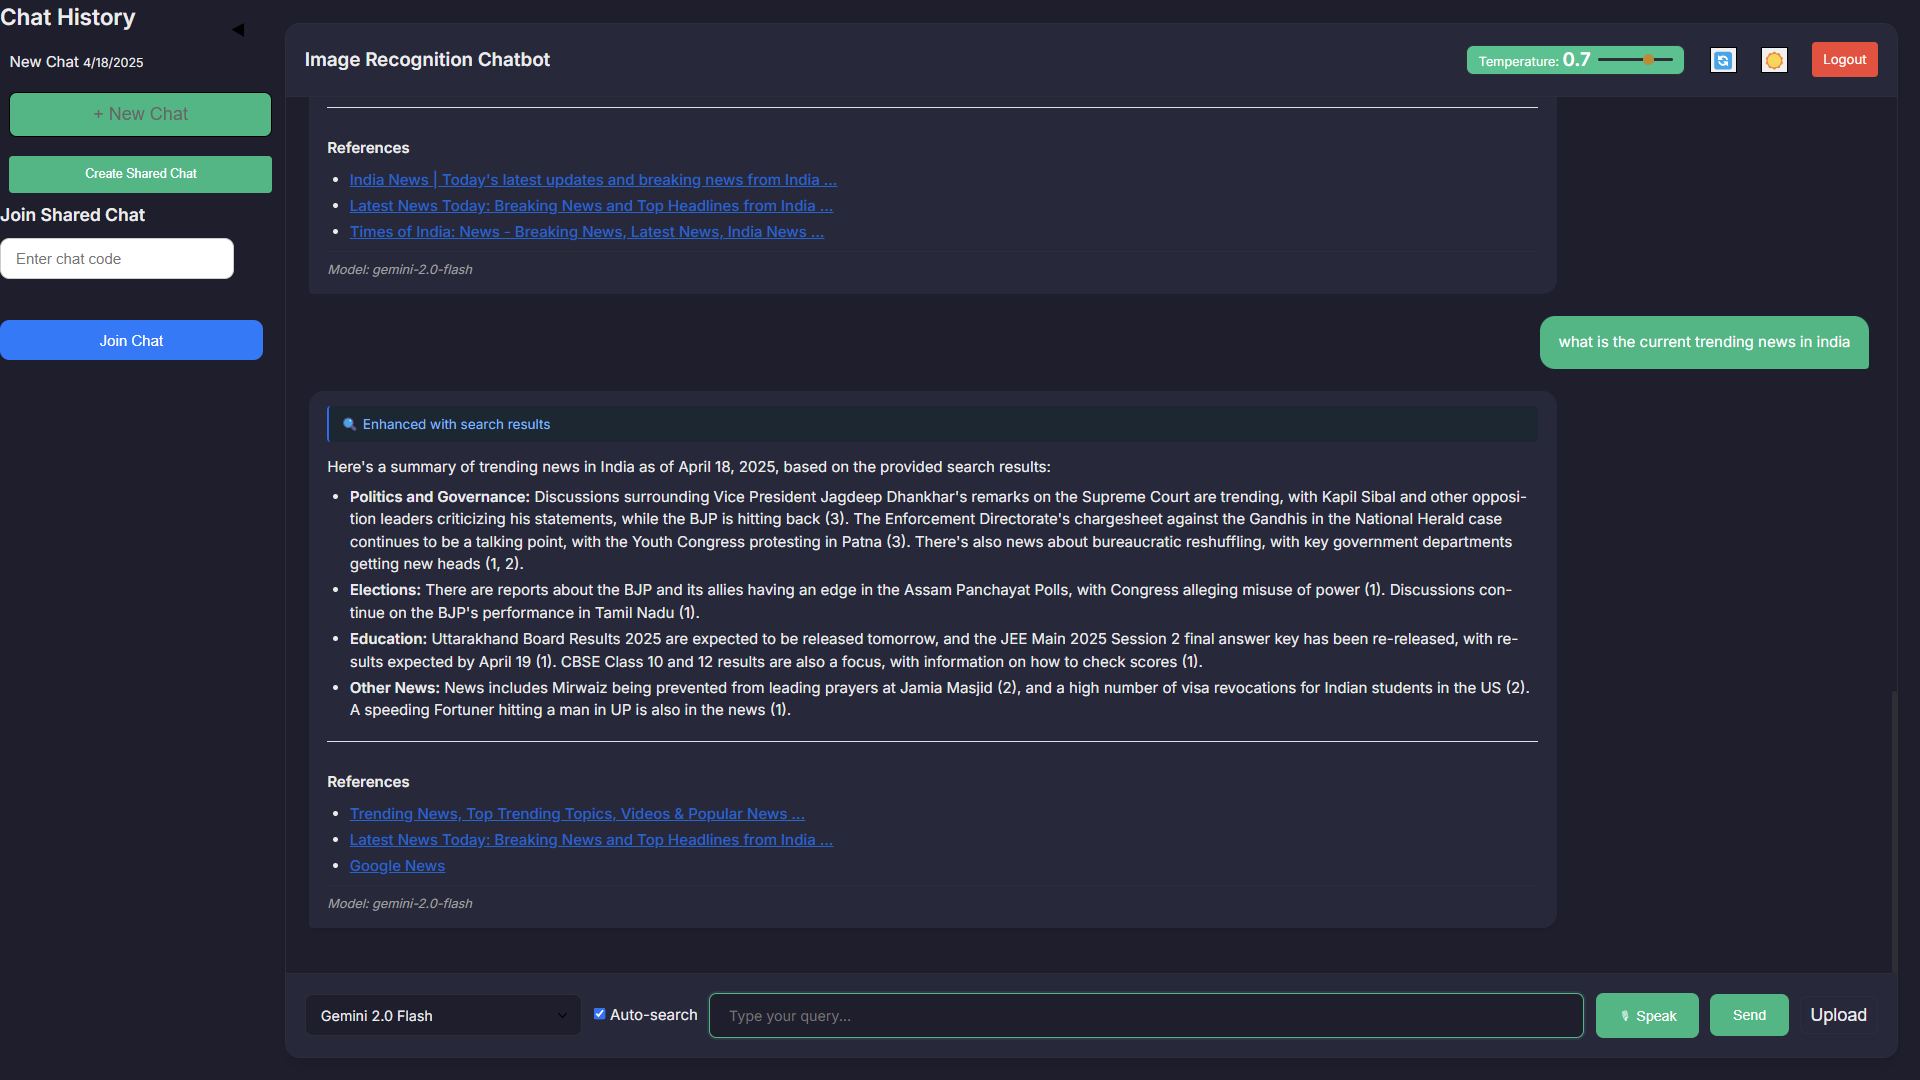 Chat History
New Chat 4/18/2025
+ New Chat
Create Shared Chat
Join Shared Chat
Enter chat code
Join Chat
Image Recognition Chatbot
Temperature: 0.7
Logout
References
India News | Today's latest updates and breaking news from India ...
Latest News Today: Breaking News and Top Headlines from India ...
Times of India: News - Breaking News, Latest News, India News ...
Model: gemini-2.0-flash
what is the current trending news in india
Enhanced with search results
Here's a summary of trending news in India as of April 18, 2025, based on the provided search results:
Politics and Governance: Discussions surrounding Vice President Jagdeep Dhankhar's remarks on the Supreme Court are trending, with Kapil Sibal and other opposi-
tion leaders criticizing his statements, while the BJP is hitting back (3). The Enforcement Directorate's chargesheet against the Gandhis in the National Herald case
continues to be a talking point, with the Youth Congress protesting in Patna (3). There's also news about bureaucratic reshuffling, with key government departments
getting new heads (1, 2).
Elections: There are reports about the BJP and its allies having an edge in the Assam Panchayat Polls, with Congress alleging misuse of power (1). Discussions con-
tinue on the BJP's performance in Tamil Nadu (1).
Education: Uttarakhand Board Results 2025 are expected to be released tomorrow, and the JEE Main 2025 Session 2 final answer key has been re-released, with re-
sults expected by April 19 (1). CBSE Class 10 and 12 results are also a focus, with information on how to check scores (1).
Other News: News includes Mirwaiz being prevented from leading prayers at Jamia Masjid (2), and a high number of visa revocations for Indian students in the US (2).
A speeding Fortuner hitting a man in UP is also in the news (1).
References
Trending News, Top Trending Topics, Videos & Popular News ...
Latest News Today: Breaking News and Top Headlines from India ...
Google News
Model: gemini-2.0-flash
Gemini 2.0 Flash
Auto-search
Type your query...
Speak
Send
Upload